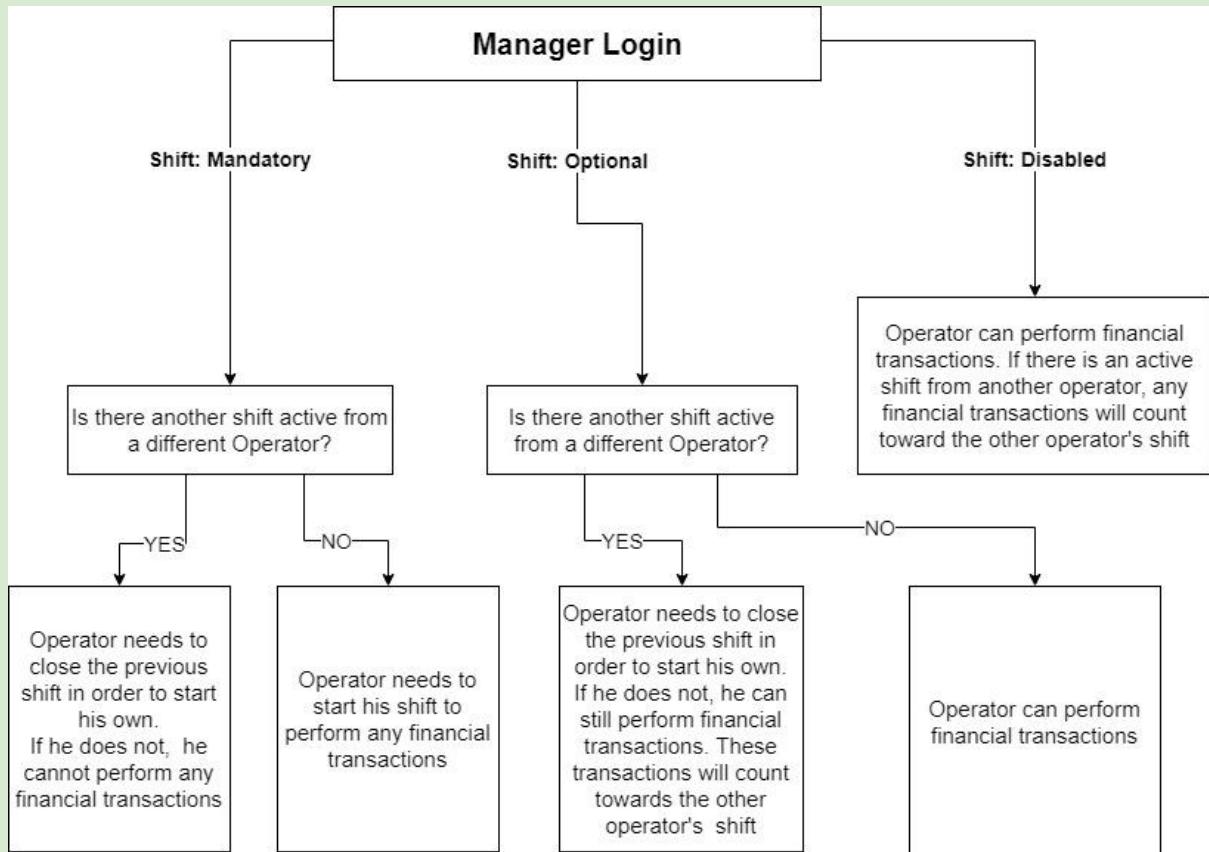 Manager Login
Shift: Mandatory
Shift: Optional
Shift: Disabled
Operator can perform financial
transactions. If there is an active
shift from another operator, any
financial transactions will count
toward the other operator's shift
Is there another shift active from
a different Operator?
Is there another shift active
from a different Operator?
YES
NO
YES
NO
Operator needs to
close the previous
shift in order to start
his own.
If he does not, he
cannot perform any
financial transactions
Operator needs to
start his shift to
perform any financial
transactions
Operator needs to close
the previous shift in
order to start his own.
If he does not, he can
still perform financial
transactions. These
transactions will count
towards the other
operator's shift
Operator can perform
financial transactions